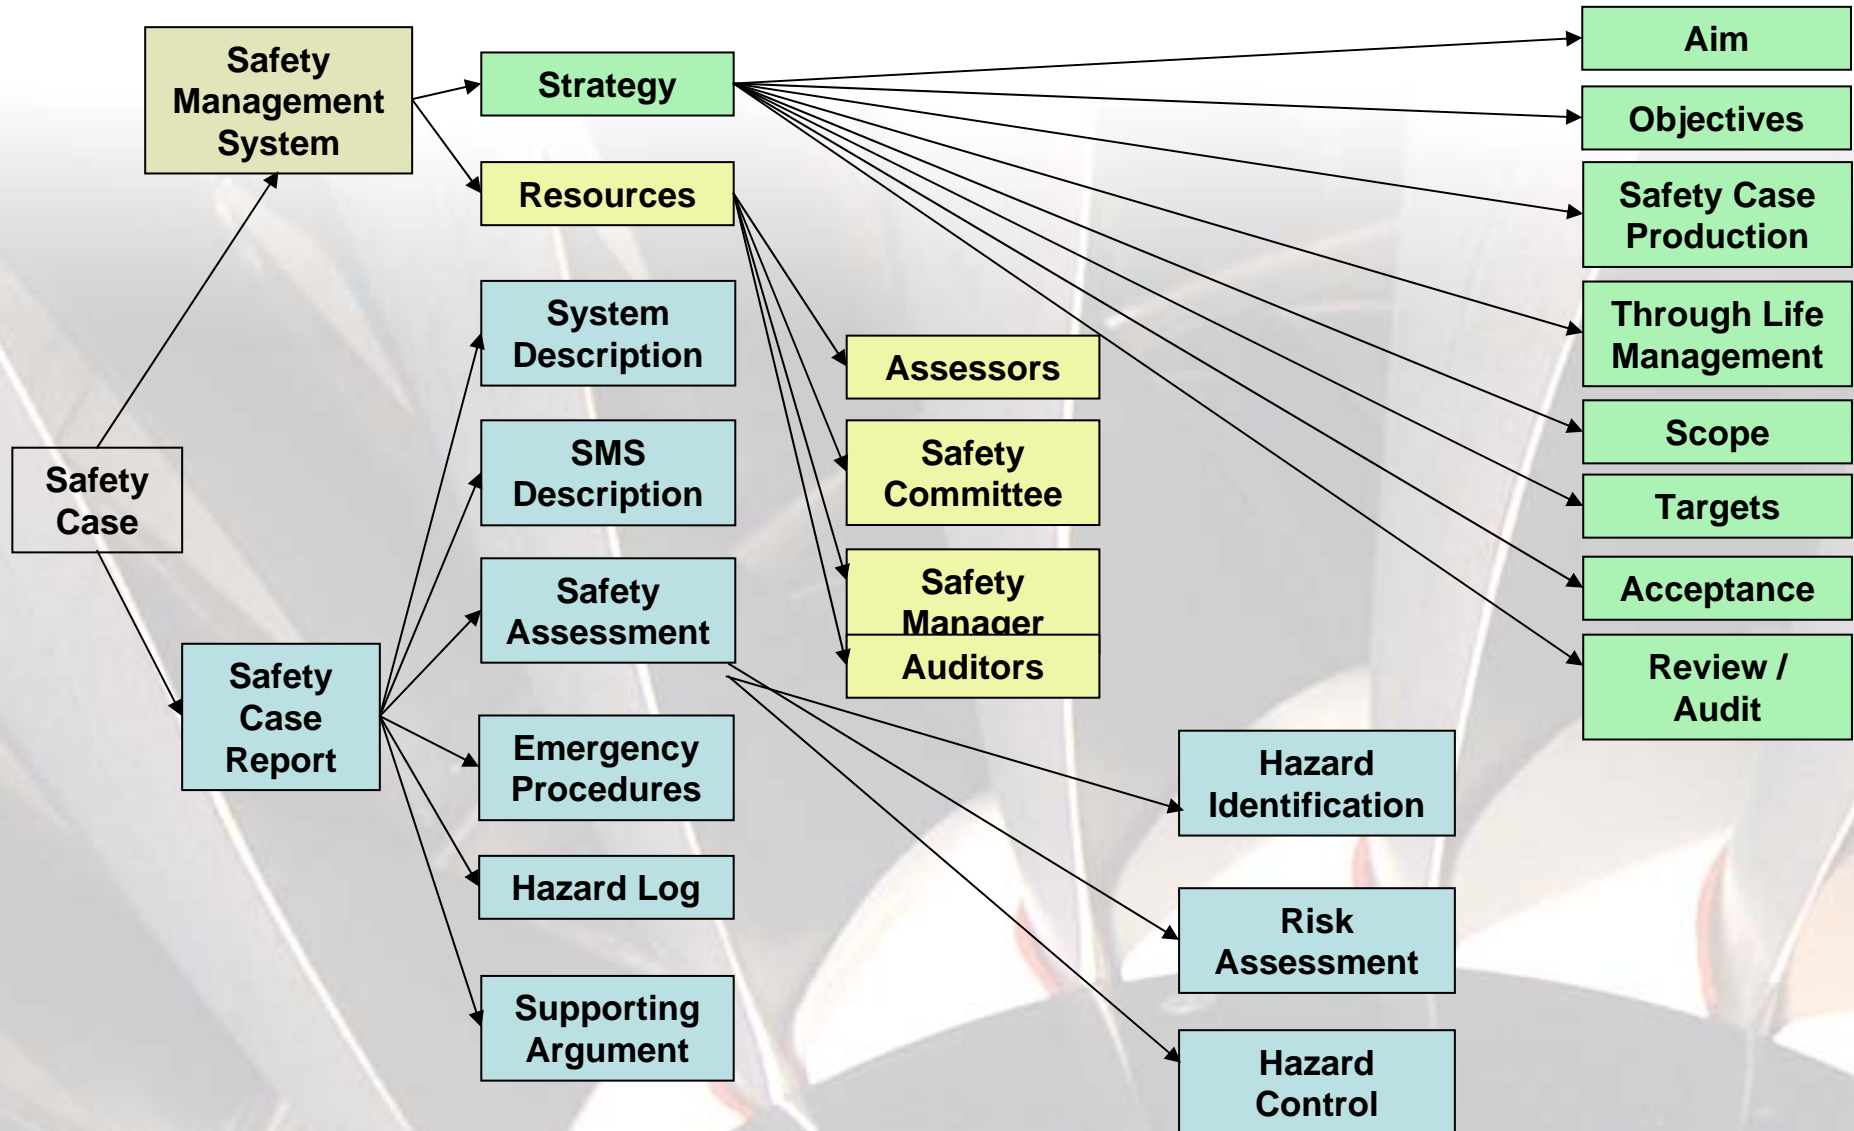 Safety
Management
System
Strategy
Resources
Safety
Case
Safety
Case
Report
System
Description
SMS
Description
Safety
Assessment
Emergency
Procedures
Hazard Log
Supporting
Argument
Assessors
Safety
Committee
Safety
Manager
Auditors
Hazard
Identification
Risk
Assessment
Hazard
Control
Aim
Objectives
Safety Case
Production
Through Life
Management
Scope
Targets
Acceptance
Review /
Audit